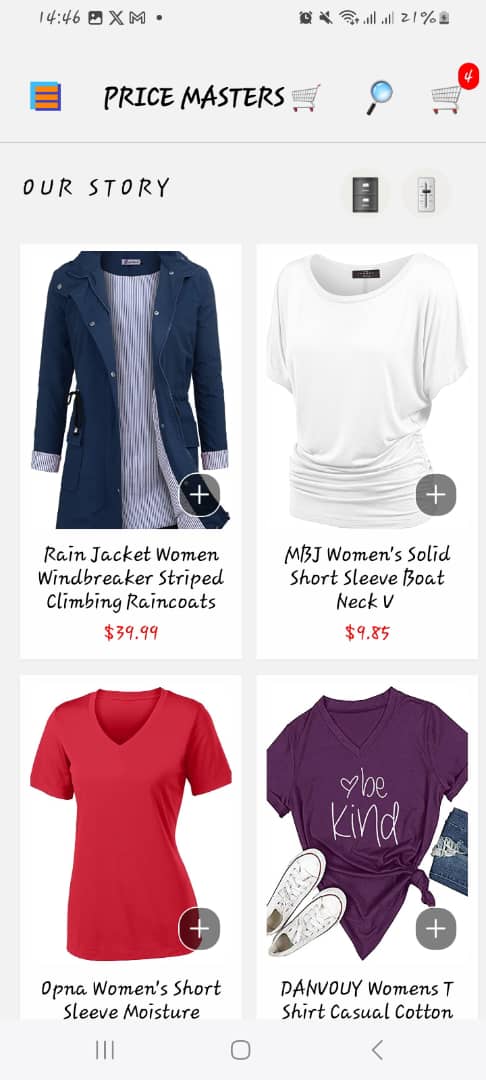 14:46
21%
PRICE MASTERS
4
OUR STORY
Rain Jacket Women
Windbreaker Striped
Climbing Raincoats
$39.99
MBJ Women's Solid
Short Sleeve Boat
Neck V
$9.85
be
kind
Opna Women's Short
Sleeve Moisture
DANVOUY Womens T
Shirt Casual Cotton